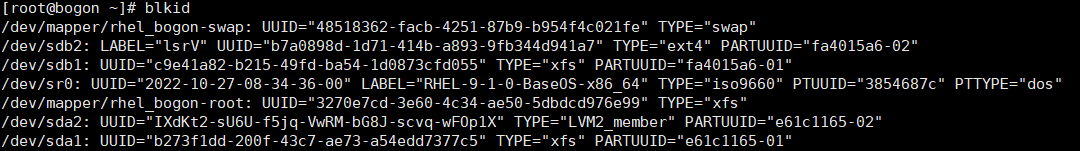 [root@bogon ~]# blkid
/dev/mapper/rhel_bogon-swap: UUID="48518362-facb-4251-87b9-b954f4c021fe" TYPE="swap"
/dev/sdb2: LABEL="lsrV" UUID="b7a0898d-1d71-414b-a893-9fb344d941a7" TYPE="ext4" PARTUUID="fa4015a6-02"
/dev/sdb1: UUID="c9e41a82-b215-49fd-ba54-1d0873cfd055" TYPE="xfs" PARTUUID="fa4015a6-01"
/dev/sr0: UUID="2022-10-27-08-34-36-00" LABEL="RHEL-9-1-0-BaseOS-x86_64" TYPE="iso9660" PTUUID="3854687c" PTTYPE="dos"
/dev/mapper/rhel_bogon-root: UUID="3270e7cd-3e60-4c34-ae50-5dbdcd976e99" TYPE="xfs"
/dev/sda2: UUID="IXdKt2-sU6U-f5jq-VwRM-bG8J-scvq-wFOp1X" TYPE="LVM2_member" PARTUUID="e61c1165-02"
/dev/sda1: UUID="b273f1dd-200f-43c7-ae73-a54edd7377c5" TYPE="xfs" PARTUUID="e61c1165-01"